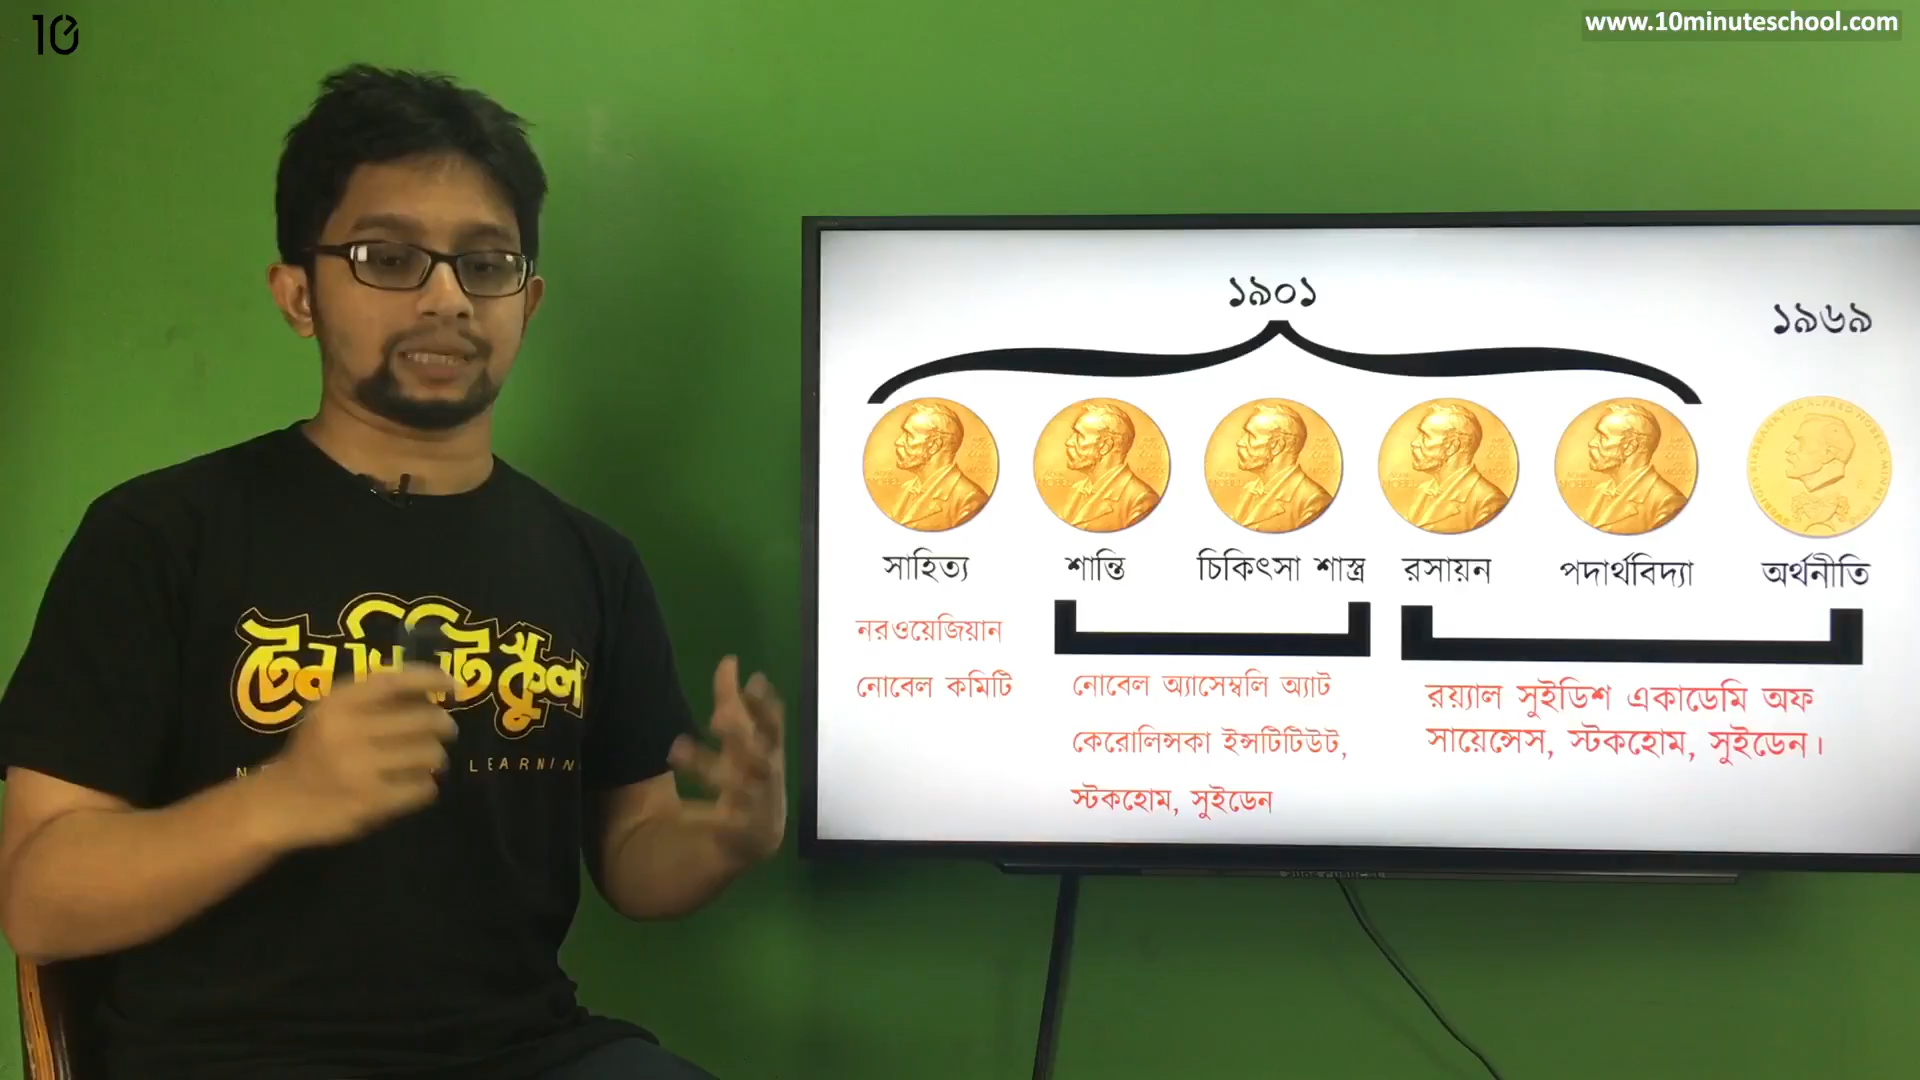 10
www.10minuteschool.com
১৯০১
১৯৬৯
সাহিত্য
শান্তি
চিকিৎসা শাস্ত্র
রসায়ন
পদার্থবিদ্যা
অর্থনীতি
নরওয়েজিয়ান
নোবেল কমিটি
নোবেল অ্যাসেম্বলি অ্যাট
কেরোলিন্সকা ইন্সটিটিউট,
স্টকহোম, সুইডেন
রয়্যাল সুইডিশ একাডেমি অফ
সায়েন্সেস, স্টকহোম, সুইডেন।
টেন মিনিট স্কুল
LEARNIN